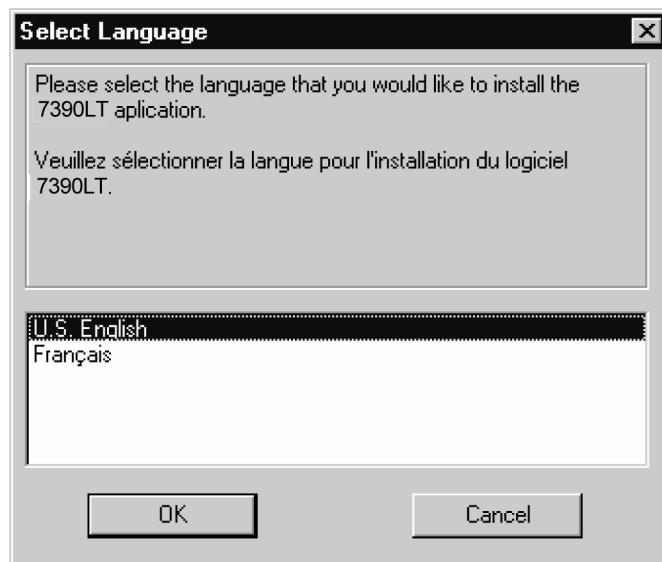 Select Language
Please select the language that you would like to install the
7390LT aplication.
Veuillez sélectionner la langue pour l'installation du logiciel
7390LT.
U.S. English
Français
OK
Cancel